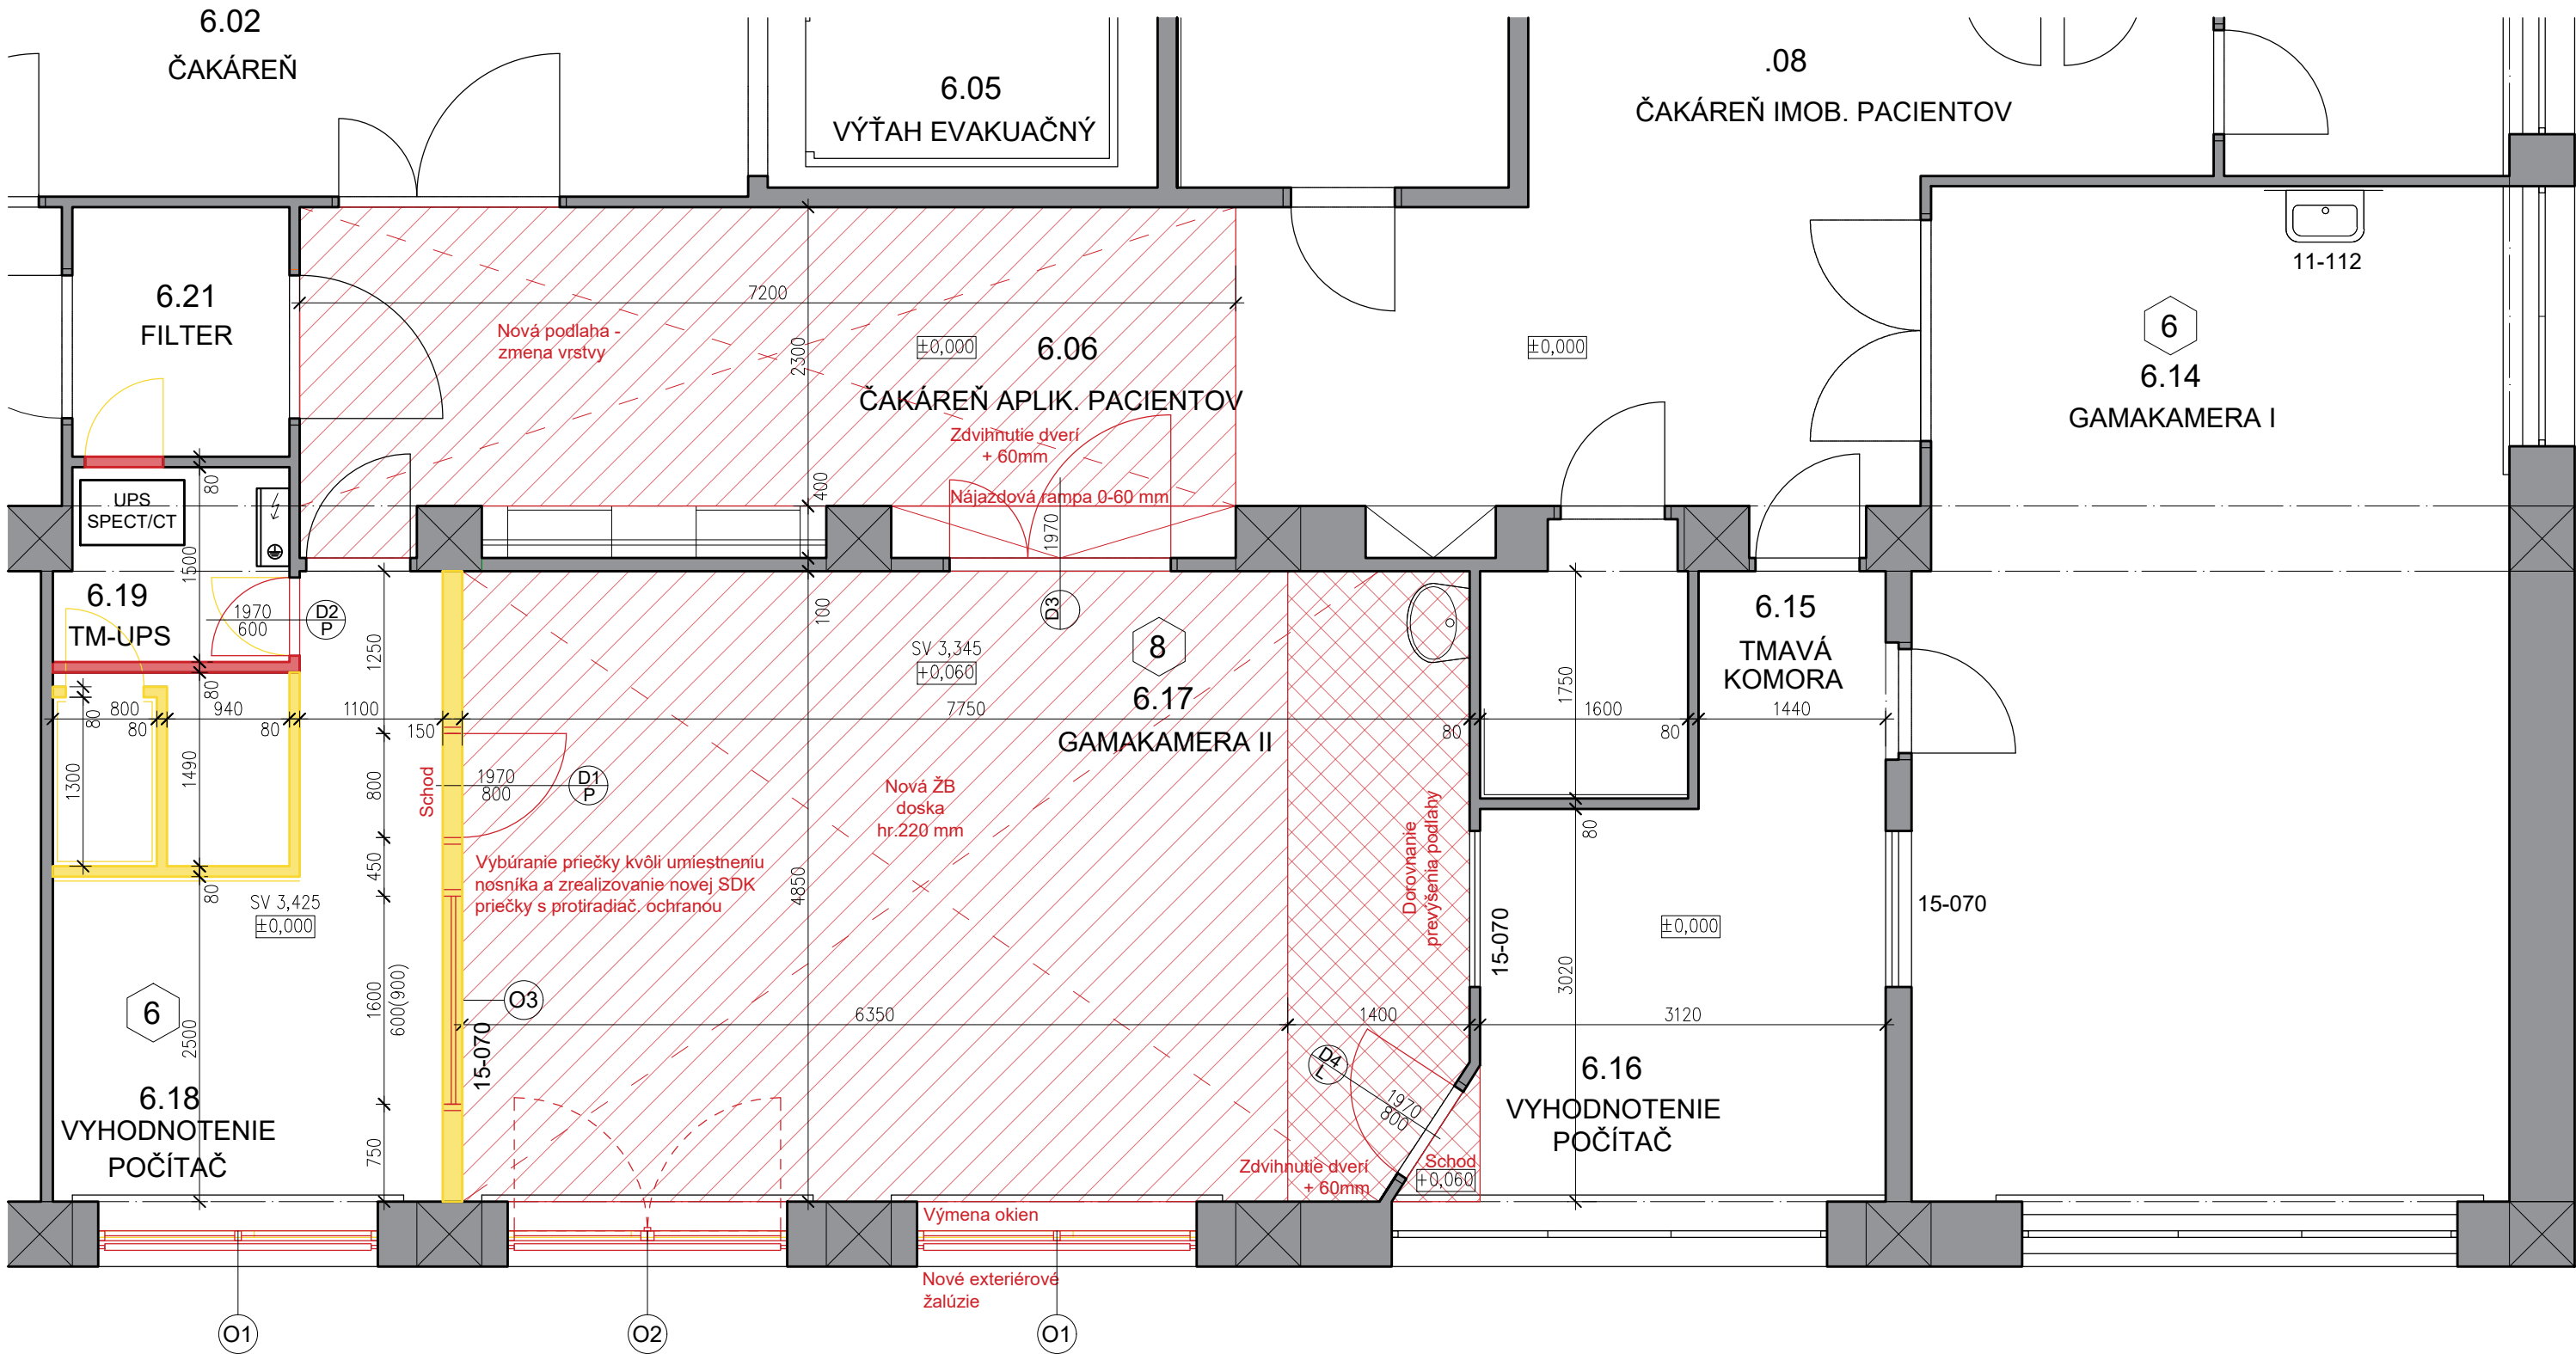 6.02
ČAKÁREŇ
6.05
VÝŤAH EVAKUAČNÝ
.08
ČAKÁREŇ IMOB. PACIENTOV
11-112
6.21
FILTER
7200
Nová podlaha -
zmena vrstvy
2300
±0,000
6.06
ČAKÁREŇ APLIK. PACIENTOV
±0,000
6
6.14
GAMAKAMERA I
Zdvihnutie dverí
+ 60mm
Nájazdová rampa 0-60 mm
400
1970
D3
80
UPS
SPECT/CT
1500
6.19
TM-UPS
1970
600
D2
P
1250
100
SV 3,345
+0,060
8
6.17
GAMAKAMERA II
1750
6.15
TMAVÁ
KOMORA
80
80
800
80
940
80
1100
150
7750
80
1600
80
1440
1300
1490
Schod
800
1970
800
D1
P
Nová ŽB
doska
hr.220 mm
Dorovnanie
prevýšenia podlahy
80
450
Vybúranie priečky kvôli umiestneniu
nosníka a zrealizovanie novej SDK
priečky s protiradiač. ochranou
4850
80
SV 3,425
±0,000
15-070
±0,000
15-070
6
2500
1600
600(900)
O3
15-070
6350
1400
3020
3120
D4
L
1970
800
6.18
VYHODNOTENIE
POČÍTAČ
750
6.16
VYHODNOTENIE
POČÍTAČ
Zdvihnutie dverí
+ 60mm
Schod
+0,060
Výmena okien
Nové exteriérové
žalúzie
O1
O2
O1